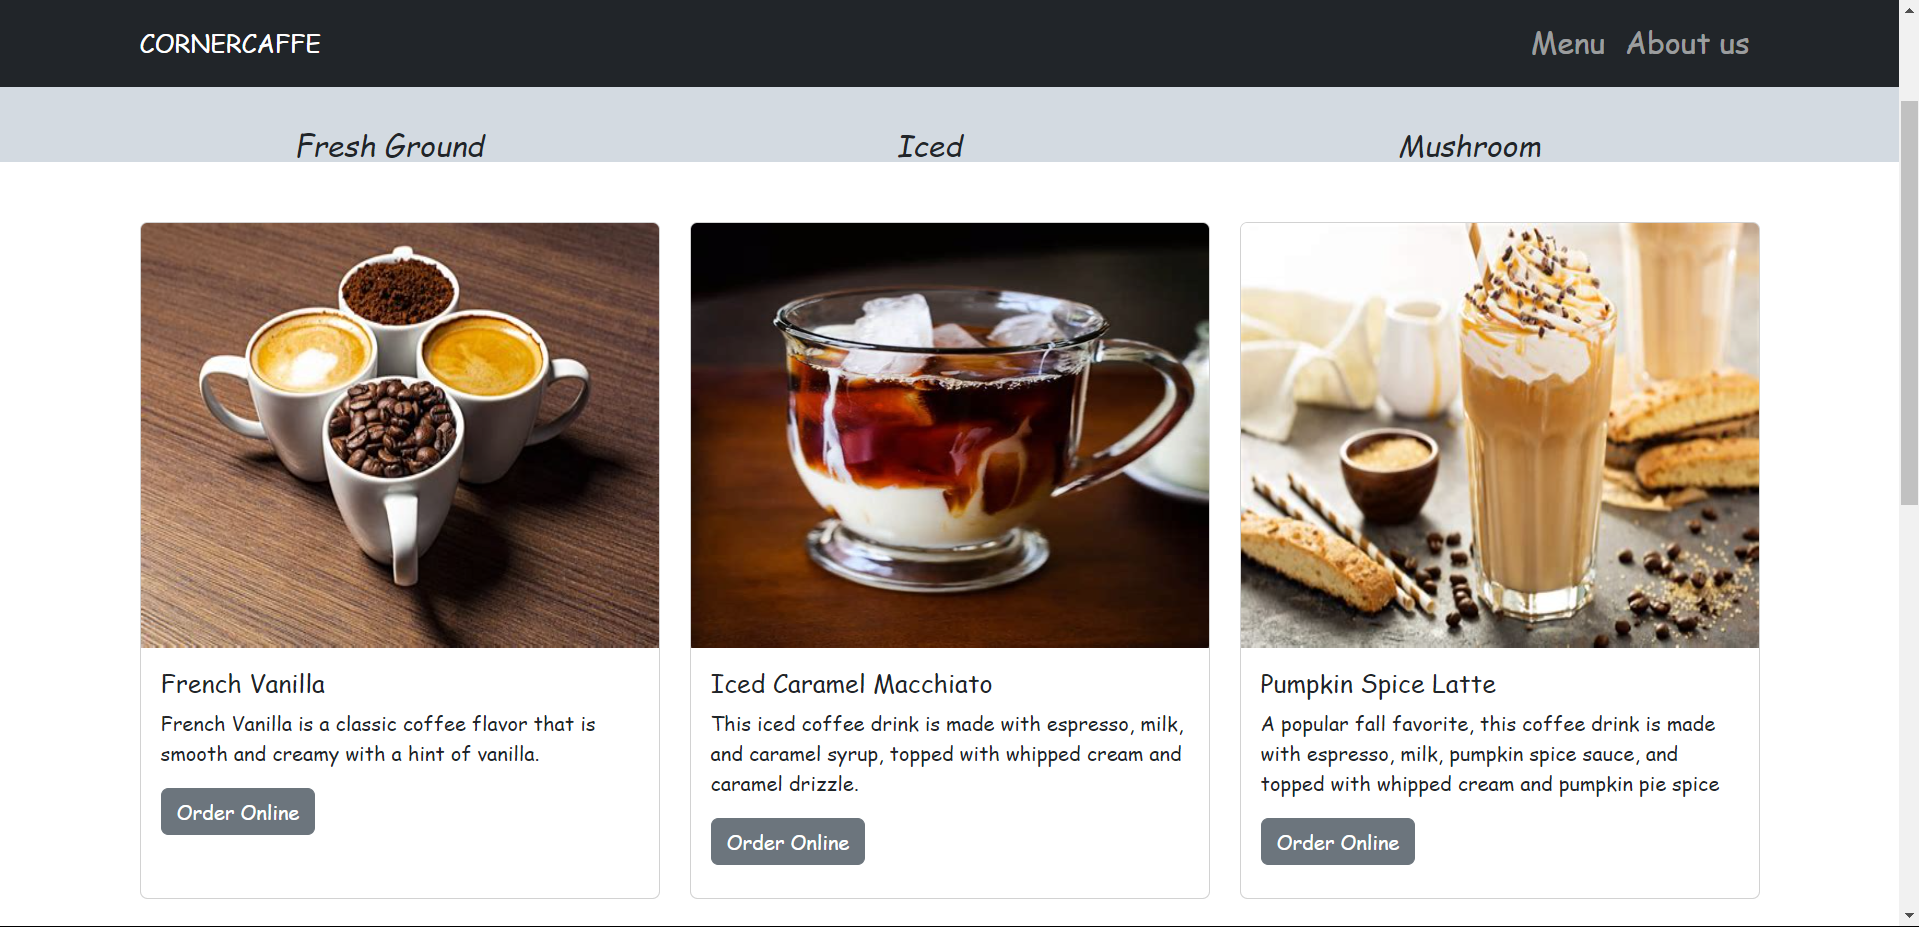 CORNERCAFFE
Menu About us
Fresh Ground
Iced
Mushroom
French Vanilla
French Vanilla is a classic coffee flavor that is
smooth and creamy with a hint of vanilla.
Order Online
Iced Caramel Macchiato
This iced coffee drink is made with espresso, milk,
and caramel syrup, topped with whipped cream and
caramel drizzle.
Order Online
Pumpkin Spice Latte
A popular fall favorite, this coffee drink is made
with espresso, milk, pumpkin spice sauce, and
topped with whipped cream and pumpkin pie spice
Order Online